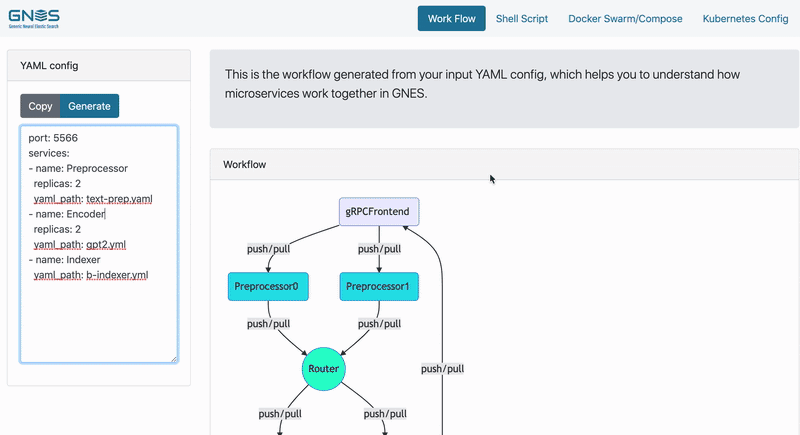 GNES
Generic Neural Elastic Search
Work Flow
Shell Script
Docker Swarm/Compose
Kubernetes Config
YAML config
Copy
Generate
port: 5566
services:
- name: Preprocessor
replicas: 2
yaml_path: text-prep.yaml
- name: Encoder
replicas: 2
yaml_path: gpt2.yml
- name: Indexer
yaml_path: b-indexer.yml
This is the workflow generated from your input YAML config, which helps you to understand how
microservices work together in GNES.
Workflow
gRPCFrontend
push/pull
push/pull
Preprocessor0
Preprocessor1
push/pull
push/pull
Router
push/pull
push/pull
push/pull